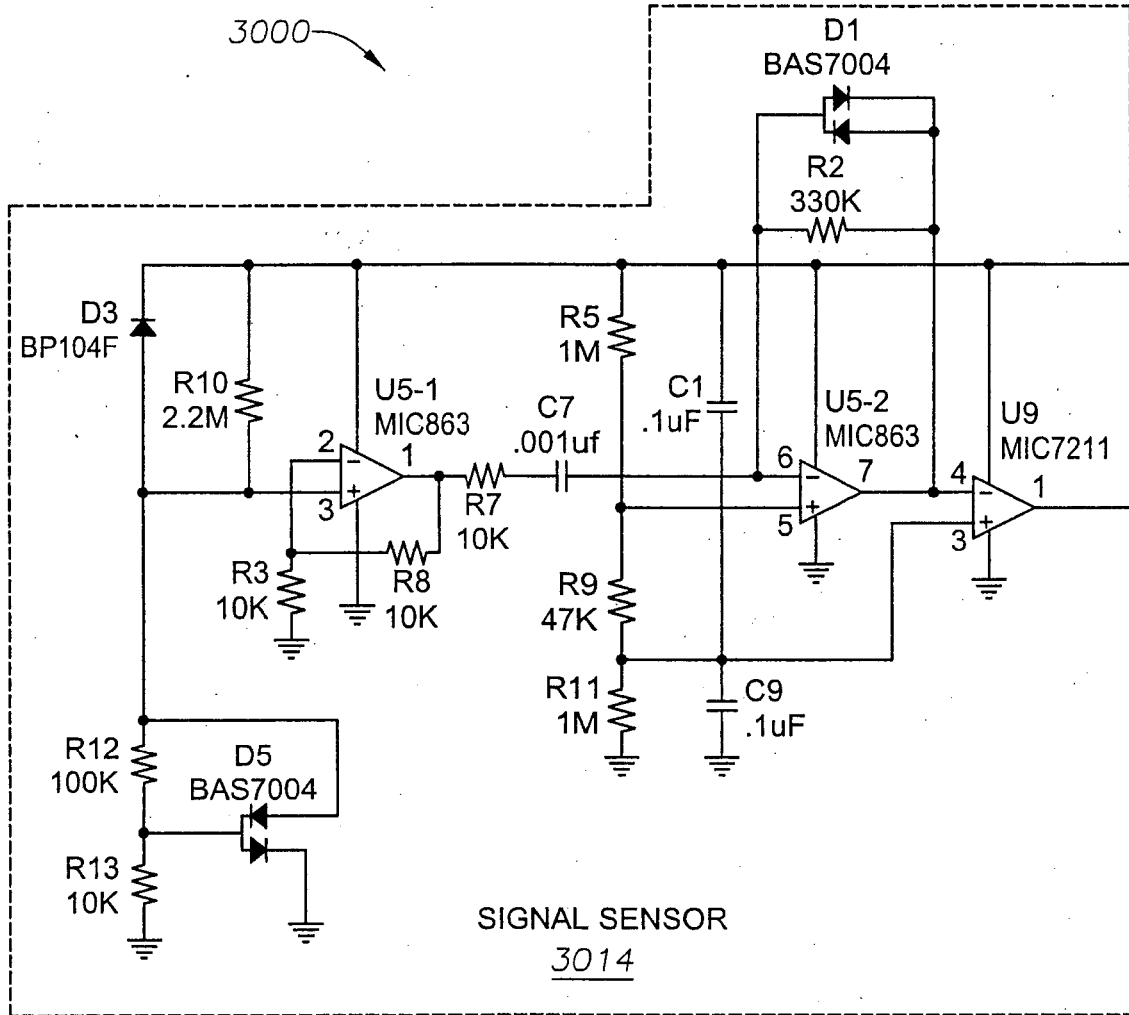 3000
D1
BAS7004
R2
330K
D3
BP104F
R10
2.2M
U5-1
MIC863
2
3
1
R7
10K
C7
.001uf
R5
1M
C1
.1uF
U5-2
MIC863
6
5
7
U9
MIC7211
4
3
1
R3
10K
R8
10K
R9
47K
R11
1M
C9
.1uF
R12
100K
D5
BAS7004
R13
10K
SIGNAL SENSOR
3014